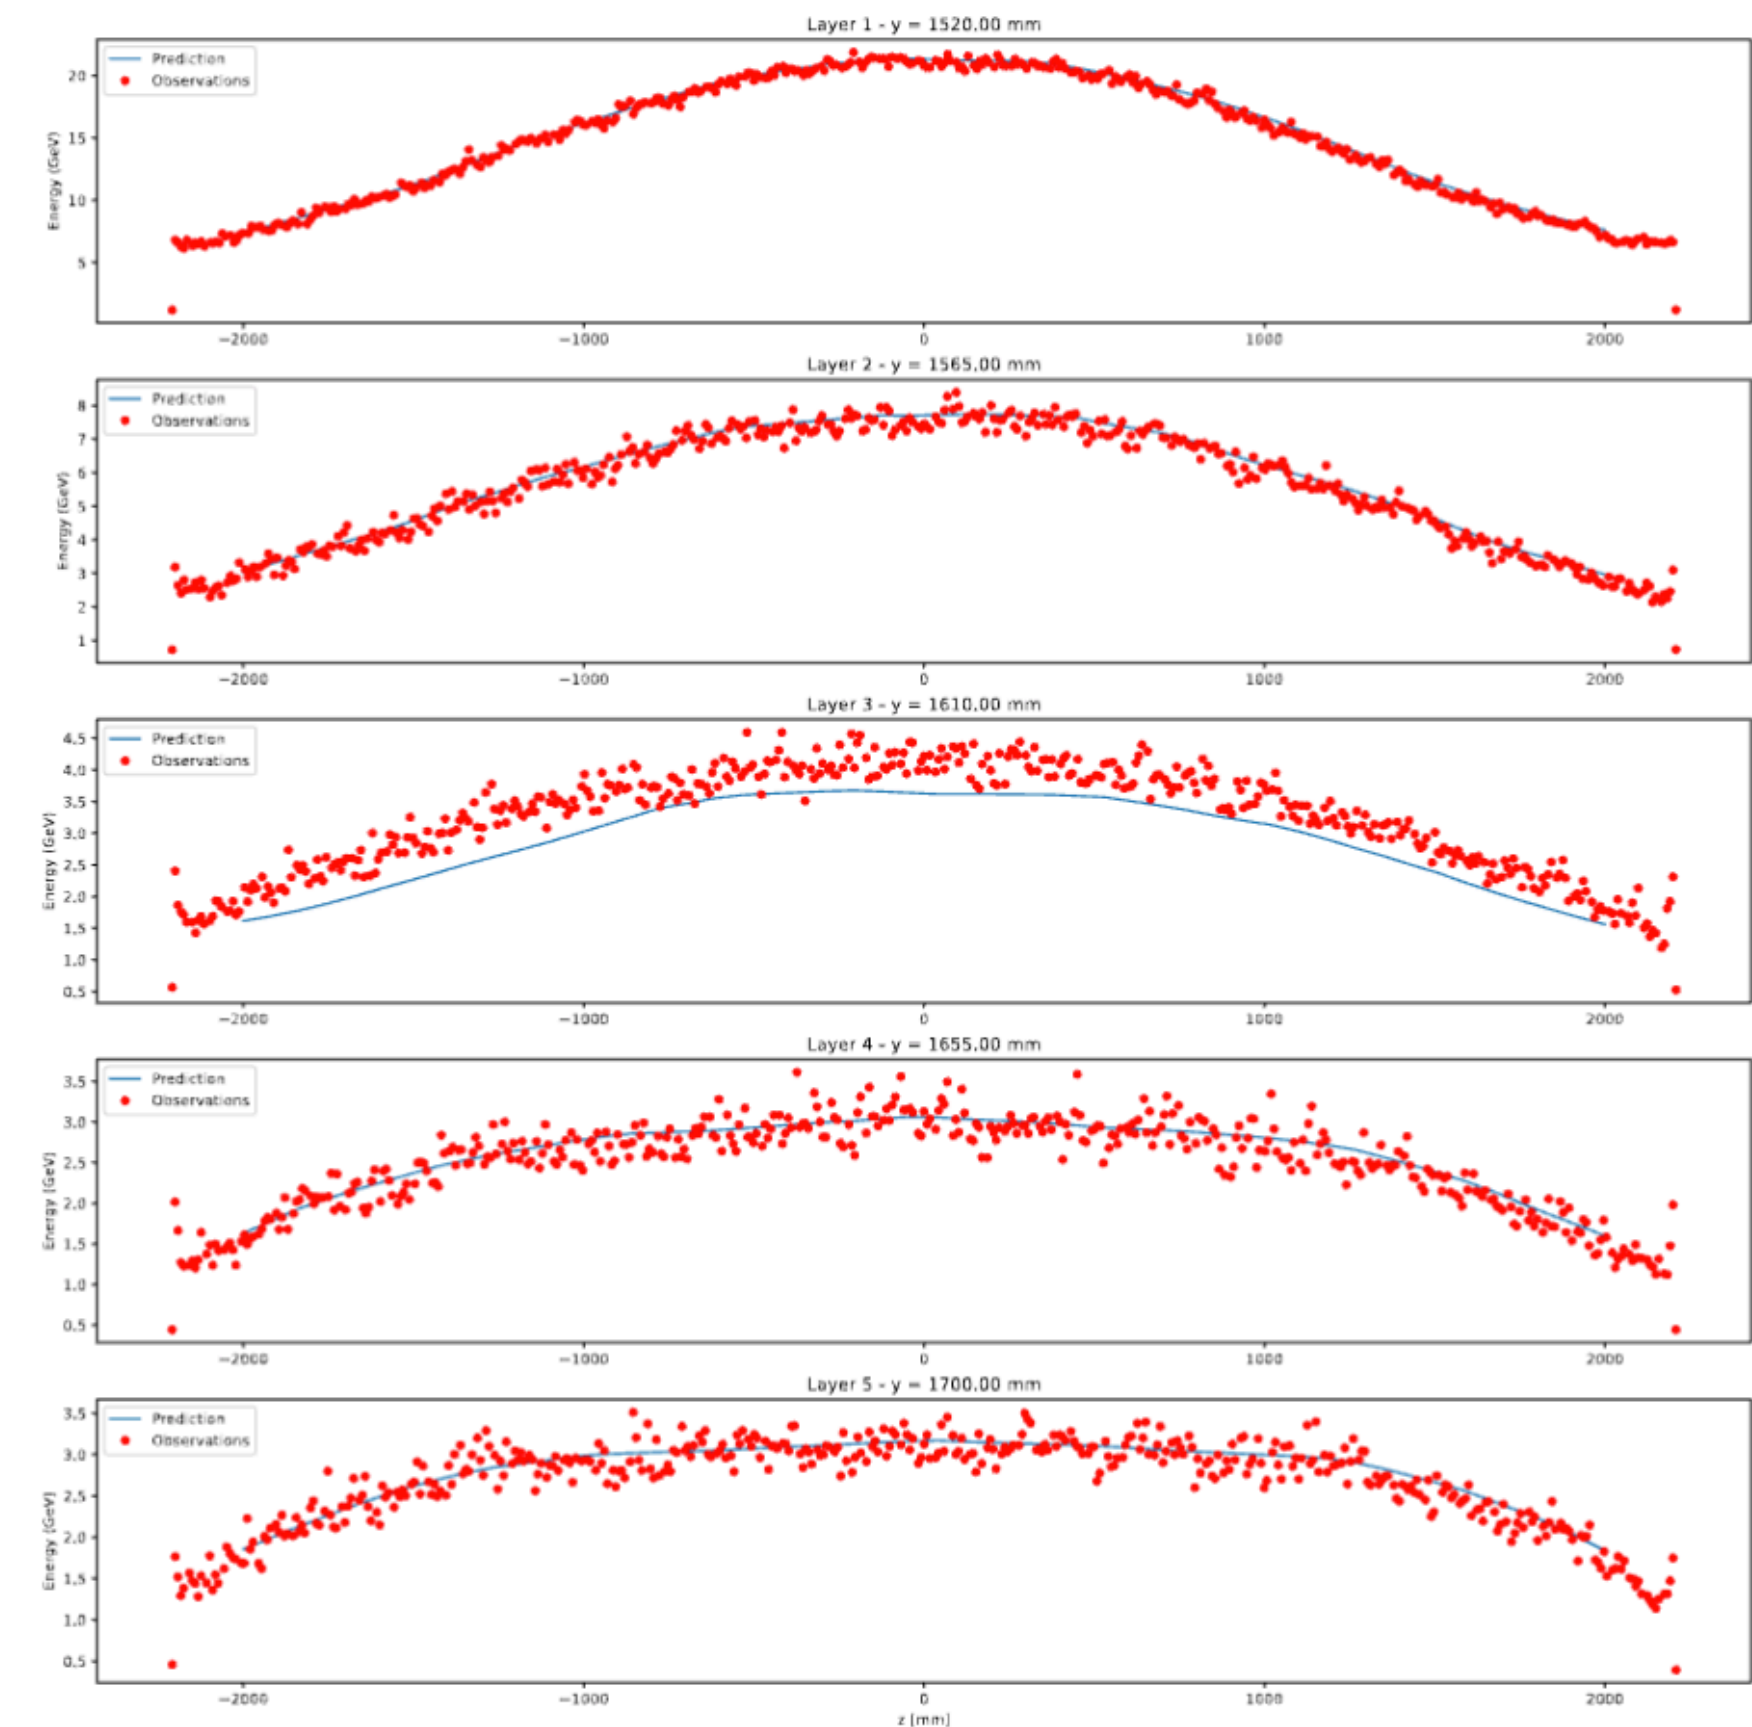 Layer 1 - y = 1520.00 mm
Prediction
Observations
20
15
10
5
Energy [GeV]
−2000 −1000 0 1000 2000
Layer 2 - y = 1565.00 mm
Prediction
Observations
8
7
6
5
4
3
2
1
Energy [GeV]
−2000 −1000 0 1000 2000
Layer 3 - y = 1610.00 mm
Prediction
Observations
4.5
4.0
3.5
3.0
2.5
2.0
1.5
1.0
0.5
Energy [GeV]
−2000 −1000 0 1000 2000
Layer 4 - y = 1655.00 mm
Prediction
Observations
3.5
3.0
2.5
2.0
1.5
1.0
0.5
Energy [GeV]
−2000 −1000 0 1000 2000
Layer 5 - y = 1700.00 mm
Prediction
Observations
3.5
3.0
2.5
2.0
1.5
1.0
0.5
Energy [GeV]
−2000 −1000 0 1000 2000
z [mm]